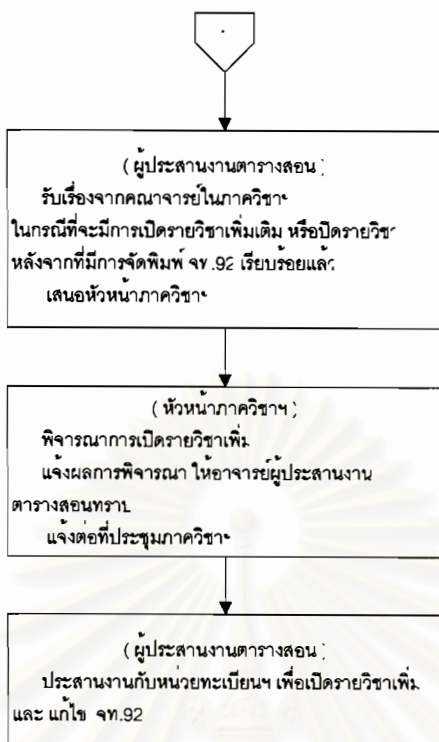 ( ผู้ประสานงานตารางสอน )
รับเรื่องจากคณาจารย์ในภาควิชาฯ
ในกรณีที่จะมีการเปิดรายวิชาเพิ่มเติม หรือปิดรายวิชา
หลังจากที่มีการจัดพิมพ์ จท.92 เรียบร้อยแล้ว
เสนอหัวหน้าภาควิชาฯ
( หัวหน้าภาควิชาฯ )
พิจารณาการเปิดรายวิชาเพิ่ม
แจ้งผลการพิจารณา ให้อาจารย์ผู้ประสานงาน
ตารางสอนทราบ
แจ้งต่อที่ประชุมภาควิชาฯ
( ผู้ประสานงานตารางสอน )
ประสานงานกับหน่วยทะเบียนฯ เพื่อเปิดรายวิชาเพิ่ม
และ แก้ไข จท.92